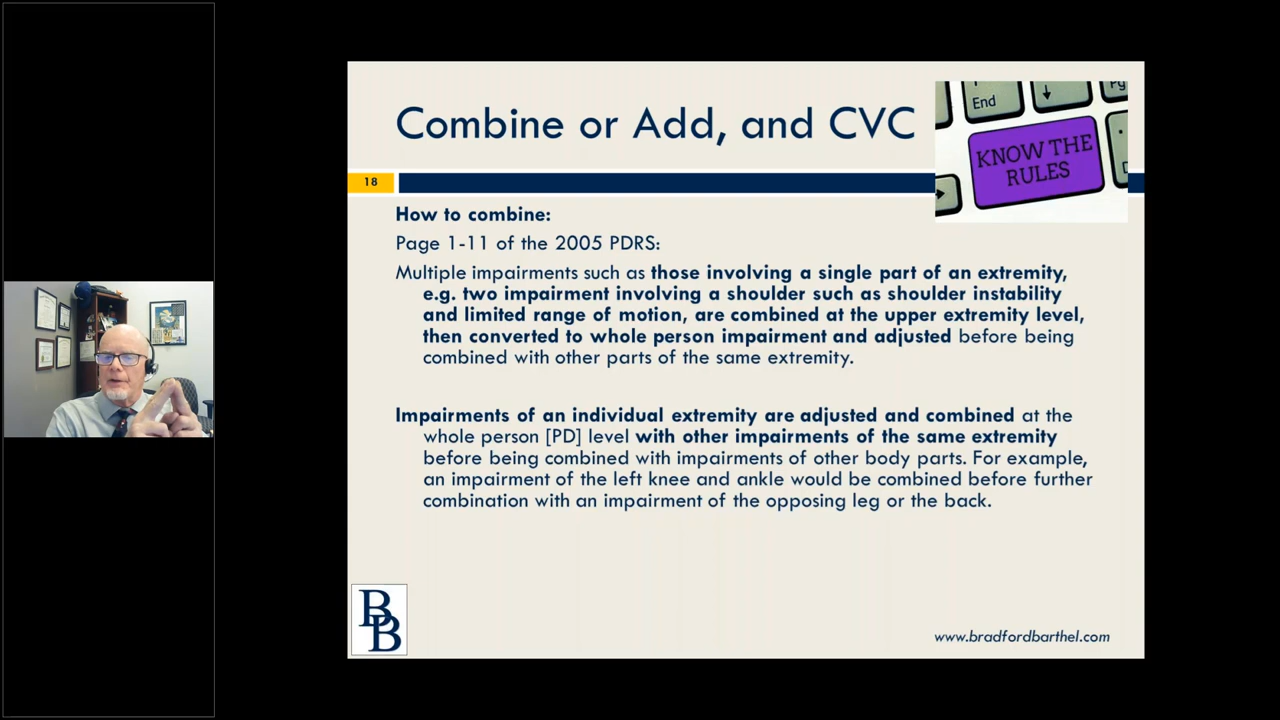 Combine or Add, and CVC
End
↓
Pg
KNOW THE
RULES
18
How to combine:
Page 1-11 of the 2005 PDRS:
Multiple impairments such as those involving a single part of an extremity,
e.g. two impairment involving a shoulder such as shoulder instability
and limited range of motion, are combined at the upper extremity level,
then converted to whole person impairment and adjusted before being
combined with other parts of the same extremity.
Impairments of an individual extremity are adjusted and combined at the
whole person [PD] level with other impairments of the same extremity
before being combined with impairments of other body parts. For example,
an impairment of the left knee and ankle would be combined before further
combination with an impairment of the opposing leg or the back.
BB
www.bradfordbarthel.com